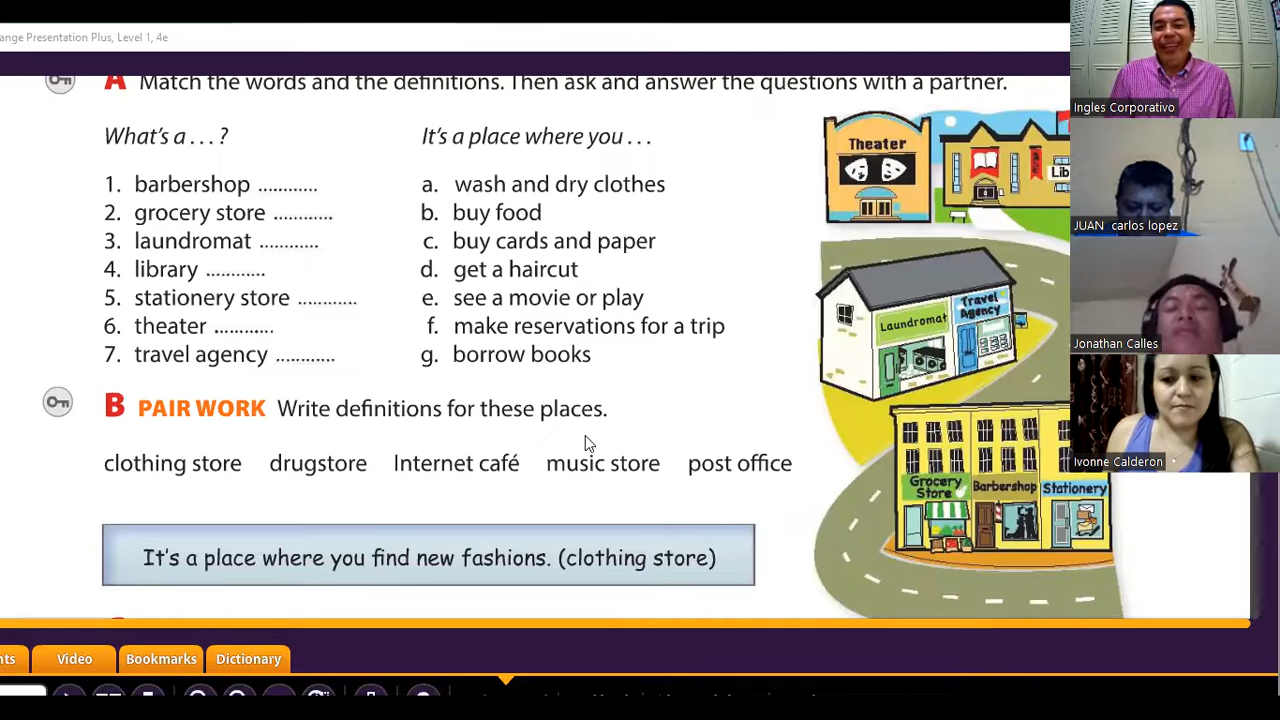 ange Presentation Plus, Level 1, 4e
A Match the words and the definitions. Then ask and answer the questions with a partner.
What's a . . . ?
It's a place where you . . .
1. barbershop ............
2. grocery store ............
3. laundromat ............
4. library ............
5. stationery store ............
6. theater ............
7. travel agency ............
a. wash and dry clothes
b. buy food
c. buy cards and paper
d. get a haircut
e. see a movie or play
f. make reservations for a trip
g. borrow books
B PAIR WORK Write definitions for these places.
clothing store drugstore Internet café music store post office
It's a place where you find new fashions. (clothing store)
Theater
Lib
Laundromat
Travel
Agency
Grocery
Store
Barbershop
Stationery
Ingles Corporativo
JUAN carlos lopez
Jonathan Calles
Ivonne Calderon
nts
Video
Bookmarks
Dictionary